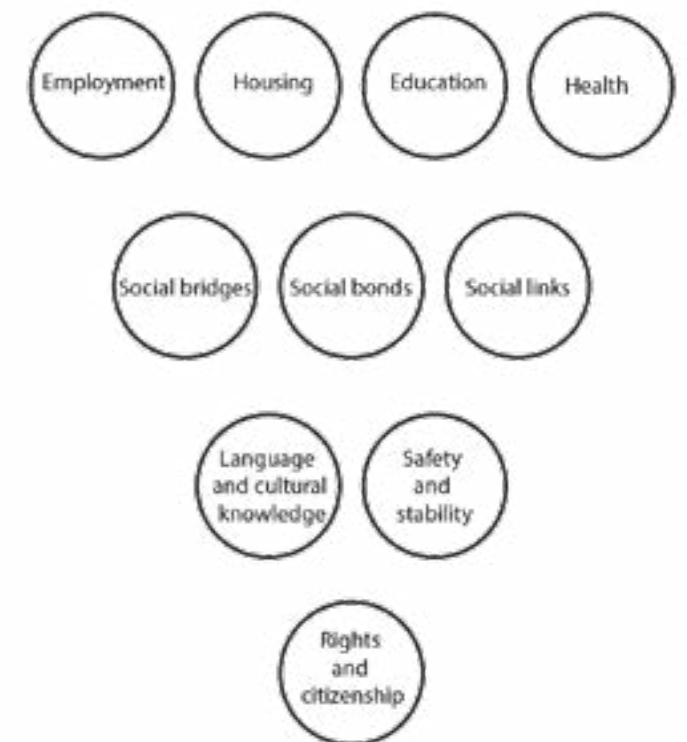 Employment
Housing
Education
Health
Social bridges
Social bonds
Social links
Language
and cultural
knowledge
Safety
and
stability
Rights
and
citizenship